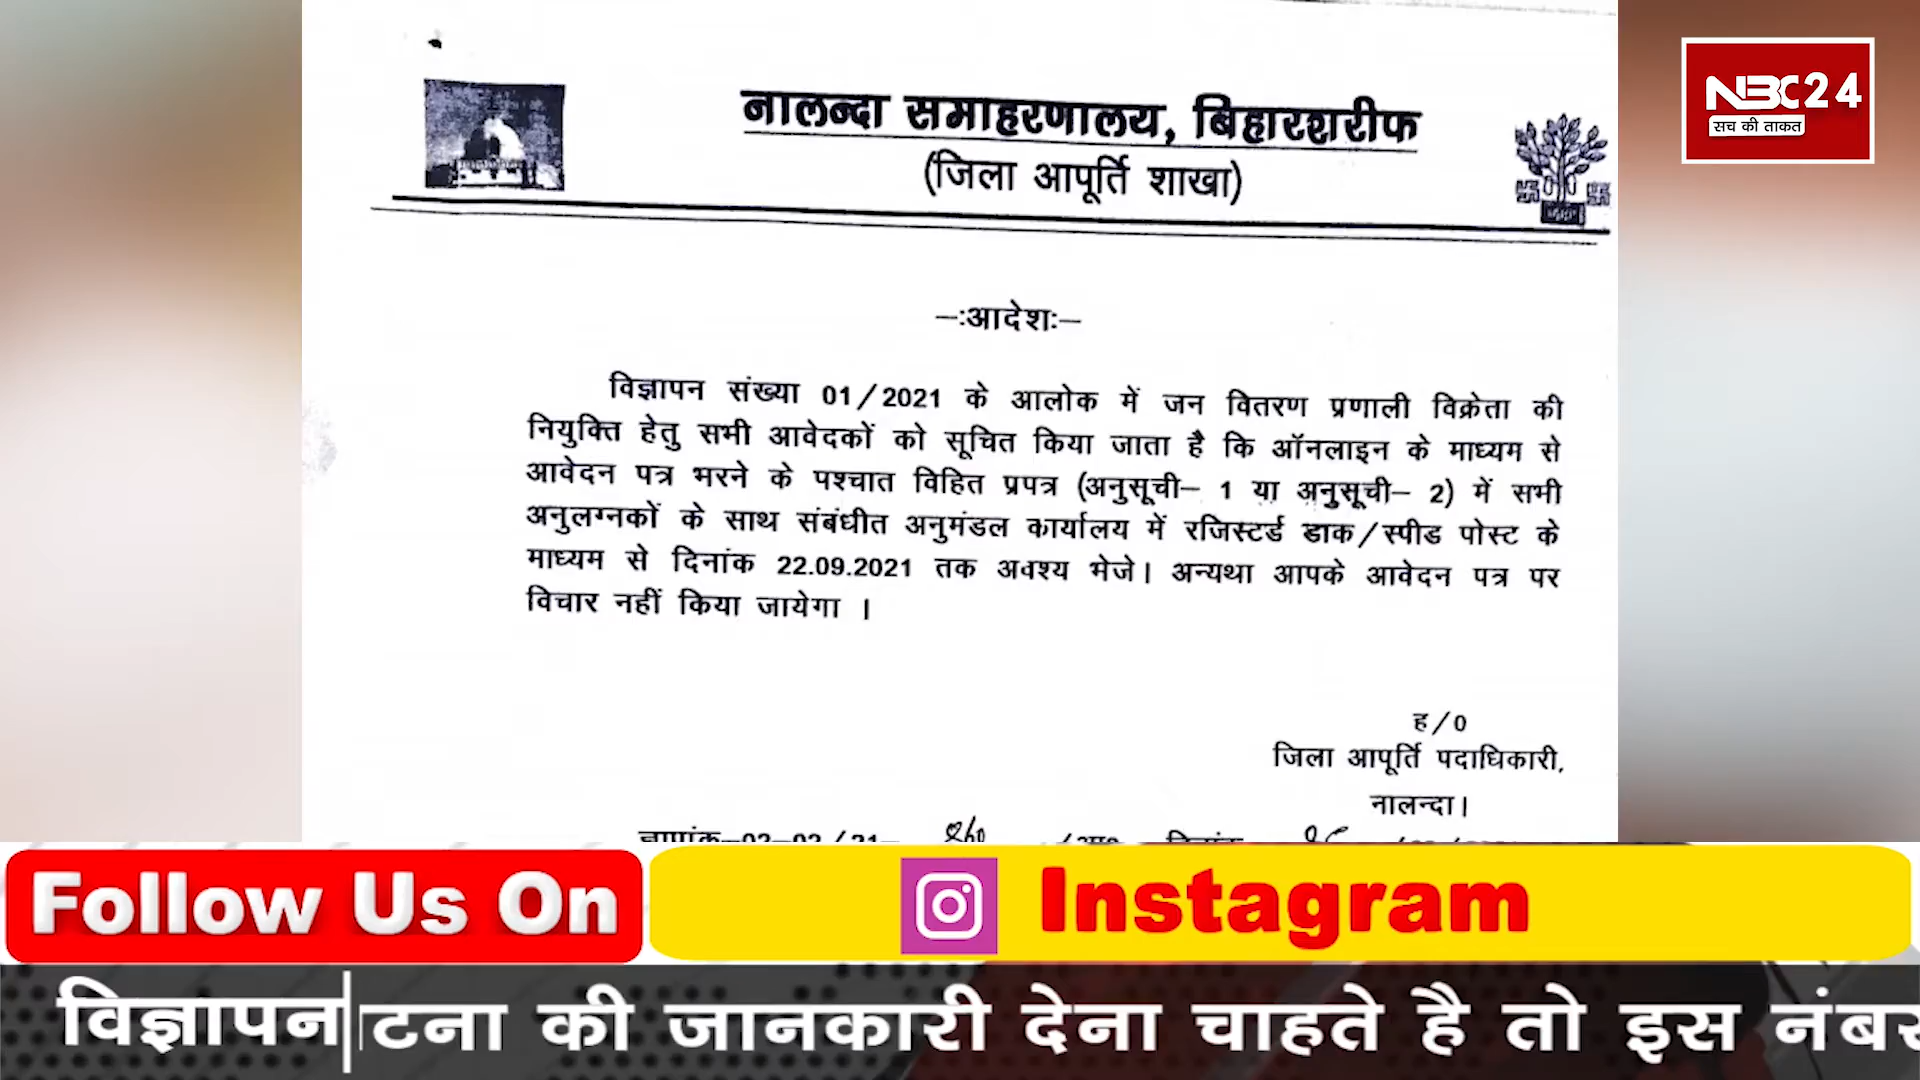 NBC24
सच की ताकत
नालन्दा समाहरणालय, बिहारशरीफ
(जिला आपूर्ति शाखा)
—:आदेश:—
विज्ञापन संख्या 01/2021 के आलोक में जन वितरण प्रणाली विक्रेता की
नियुक्ति हेतु सभी आवेदकों को सूचित किया जाता है कि ऑनलाइन के माध्यम से
आवेदन पत्र भरने के पश्चात विहित प्रपत्र (अनुसूची– 1 या अनुसूची– 2) में सभी
अनुलग्नकों के साथ संबंधीत अनुमंडल कार्यालय में रजिस्टर्ड डाक/स्पीड पोस्ट के
माध्यम से दिनांक 22.09.2021 तक अवश्य भेजे। अन्यथा आपके आवेदन पत्र पर
विचार नहीं किया जायेगा ।
ह/0
जिला आपूर्ति पदाधिकारी,
नालन्दा।
Follow Us On
Instagram
विज्ञापन
टना की जानकारी देना चाहते है तो इस नंबर